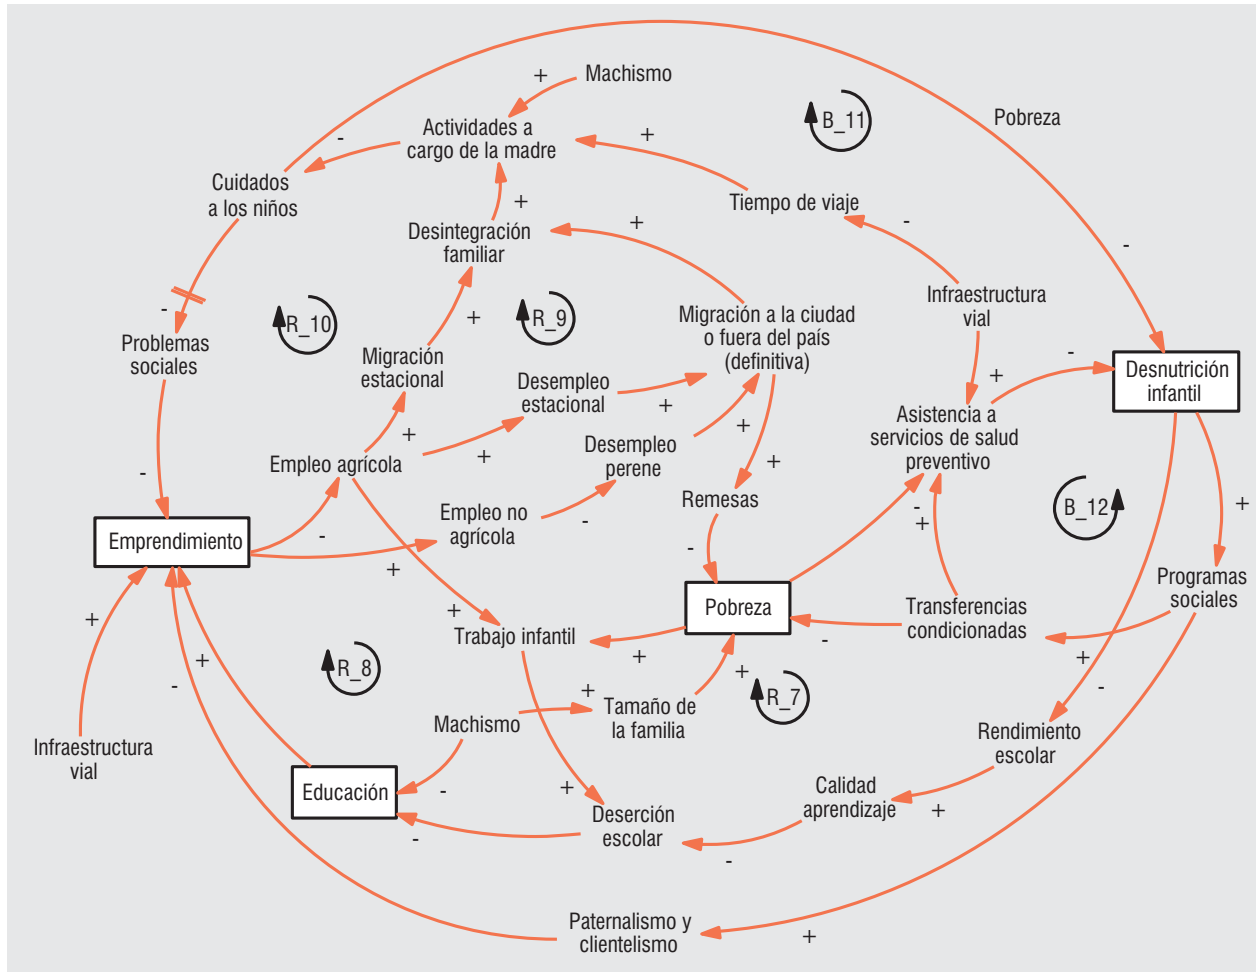 +
Machismo
B_11
Pobreza
-
Actividades a
cargo de la madre
+
Cuidados
a los niños
+
Tiempo de viaje
-
Desintegración
familiar
+
-
-
R_10
+
R_9
Migración a la ciudad
o fuera del país
(definitiva)
Infraestructura
vial
Problemas
sociales
Migración
estacional
Desempleo
estacional
+
-
Desnutrición
infantil
+
Asistencia a
servicios de salud
preventivo
-
Empleo agrícola
+
+
Desempleo
perene
+
+
Remesas
-
+
B_12
+
Emprendimiento
-
Empleo no
agrícola
-
-
+
Programas
sociales
+
+
Trabajo infantil
+
Pobreza
-
Transferencias
condicionadas
+
-
R_8
+
Tamaño de
la familia
+
R_7
+
-
Infraestructura
vial
Machismo
Rendimiento
escolar
Educación
-
+
Calidad
aprendizaje
+
Deserción
escolar
-
-
Paternalismo y
clientelismo
+